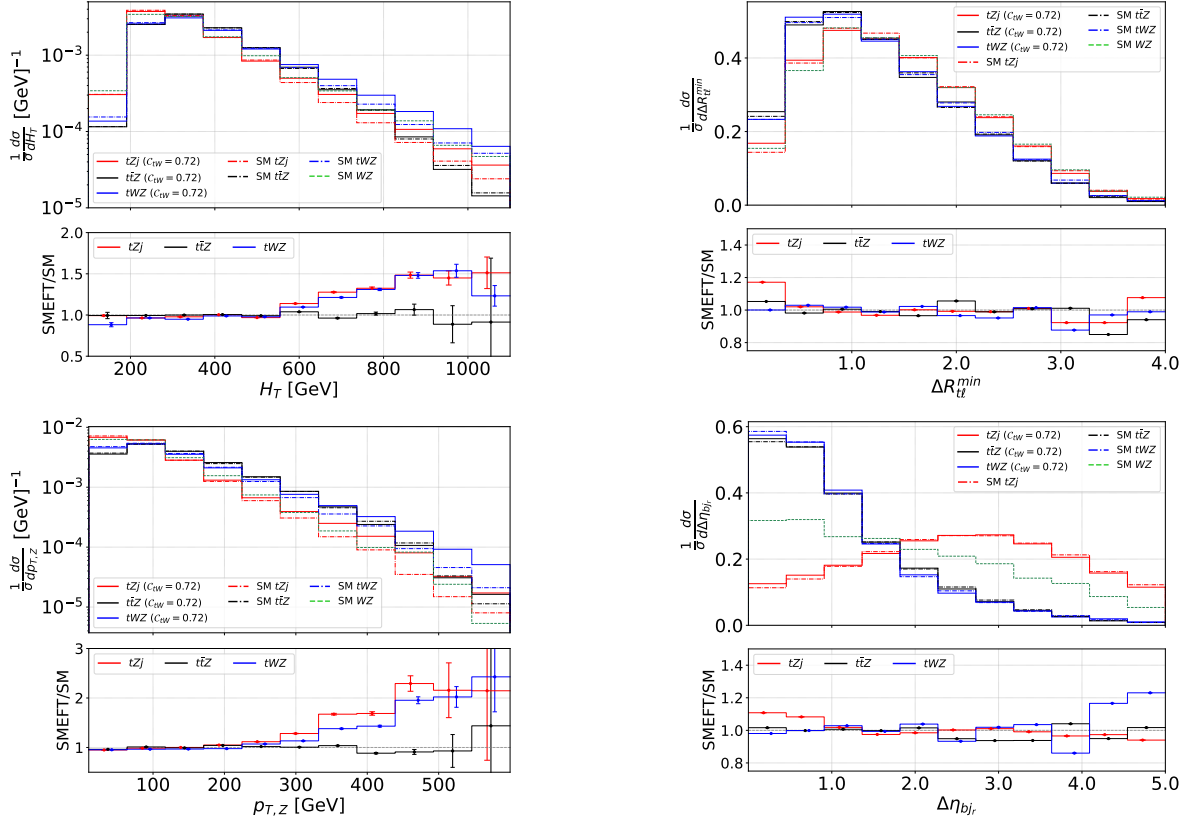 10⁻³
10⁻⁴
10⁻⁵
1/σ dσ/dH_T [GeV]⁻¹
tZj (C_tW = 0.72)
tt̄Z (C_tW = 0.72)
tWZ (C_tW = 0.72)
SM tZj
SM tt̄Z
SM tWZ
SM WZ
2.0
1.5
1.0
0.5
SMEFT/SM
tZj tt̄Z tWZ
200 400 600 800 1000
H_T [GeV]
0.4
0.2
0.0
1/σ dσ/dΔR_tℓ^min
tZj (C_tW = 0.72)
tt̄Z (C_tW = 0.72)
tWZ (C_tW = 0.72)
SM tZj
SM tt̄Z
SM tWZ
SM WZ
1.4
1.2
1.0
0.8
SMEFT/SM
tZj tt̄Z tWZ
1.0 2.0 3.0 4.0
ΔR_tℓ^min
10⁻²
10⁻³
10⁻⁴
10⁻⁵
1/σ dσ/dp_T,Z [GeV]⁻¹
tZj (C_tW = 0.72)
tt̄Z (C_tW = 0.72)
tWZ (C_tW = 0.72)
SM tZj
SM tt̄Z
SM tWZ
SM WZ
3
2
1
SMEFT/SM
tZj tt̄Z tWZ
100 200 300 400 500
p_T,Z [GeV]
0.6
0.4
0.2
0.0
1/σ dσ/dΔη_bj_r
tZj (C_tW = 0.72)
tt̄Z (C_tW = 0.72)
tWZ (C_tW = 0.72)
SM tZj
SM tt̄Z
SM tWZ
SM WZ
1.4
1.2
1.0
0.8
SMEFT/SM
tZj tt̄Z tWZ
1.0 2.0 3.0 4.0 5.0
Δη_bj_r